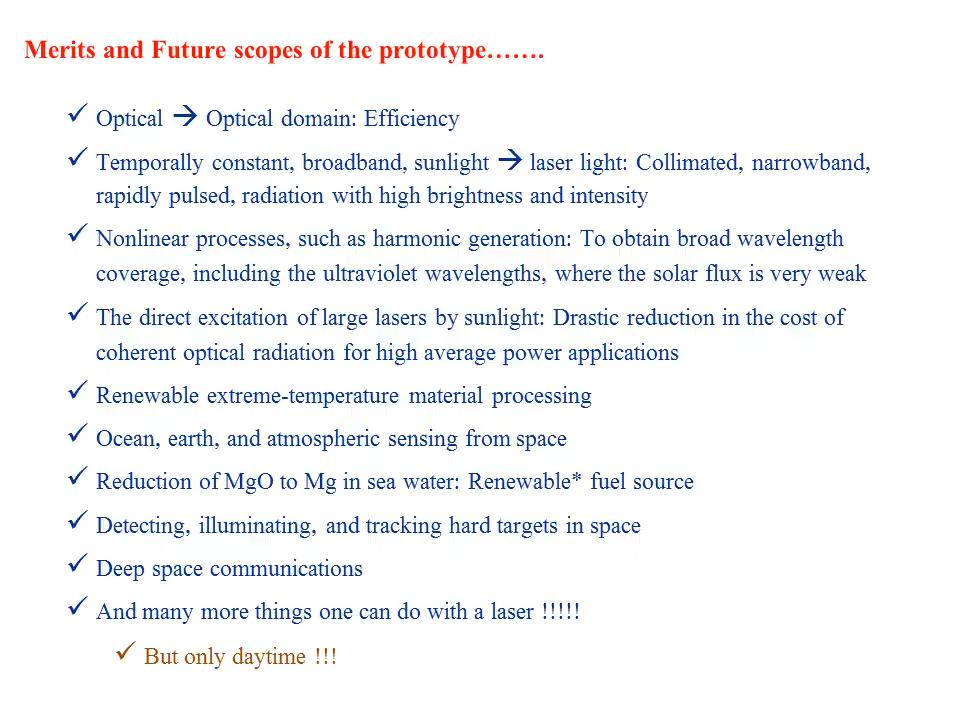 Merits and Future scopes of the prototype…….
✓ Optical → Optical domain: Efficiency
✓ Temporally constant, broadband, sunlight → laser light: Collimated, narrowband,
rapidly pulsed, radiation with high brightness and intensity
✓ Nonlinear processes, such as harmonic generation: To obtain broad wavelength
coverage, including the ultraviolet wavelengths, where the solar flux is very weak
✓ The direct excitation of large lasers by sunlight: Drastic reduction in the cost of
coherent optical radiation for high average power applications
✓ Renewable extreme-temperature material processing
✓ Ocean, earth, and atmospheric sensing from space
✓ Reduction of MgO to Mg in sea water: Renewable* fuel source
✓ Detecting, illuminating, and tracking hard targets in space
✓ Deep space communications
✓ And many more things one can do with a laser !!!!!
✓ But only daytime !!!